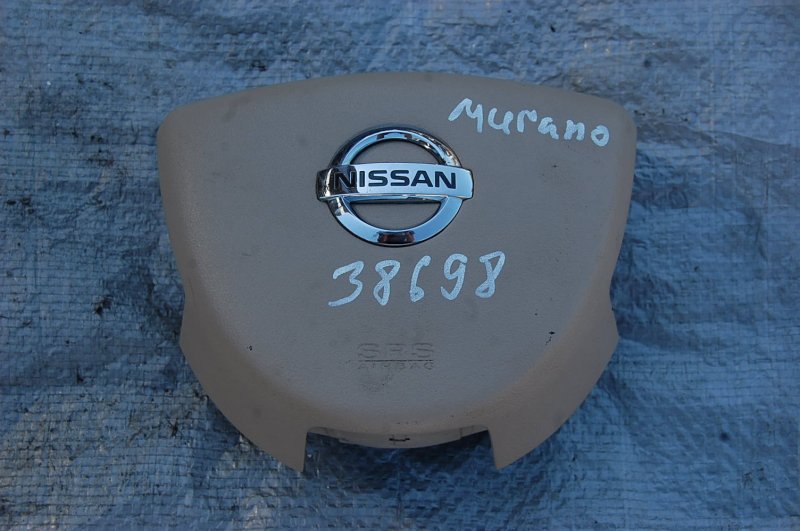 Murano
NISSAN
38698
SRS
AIRBAG